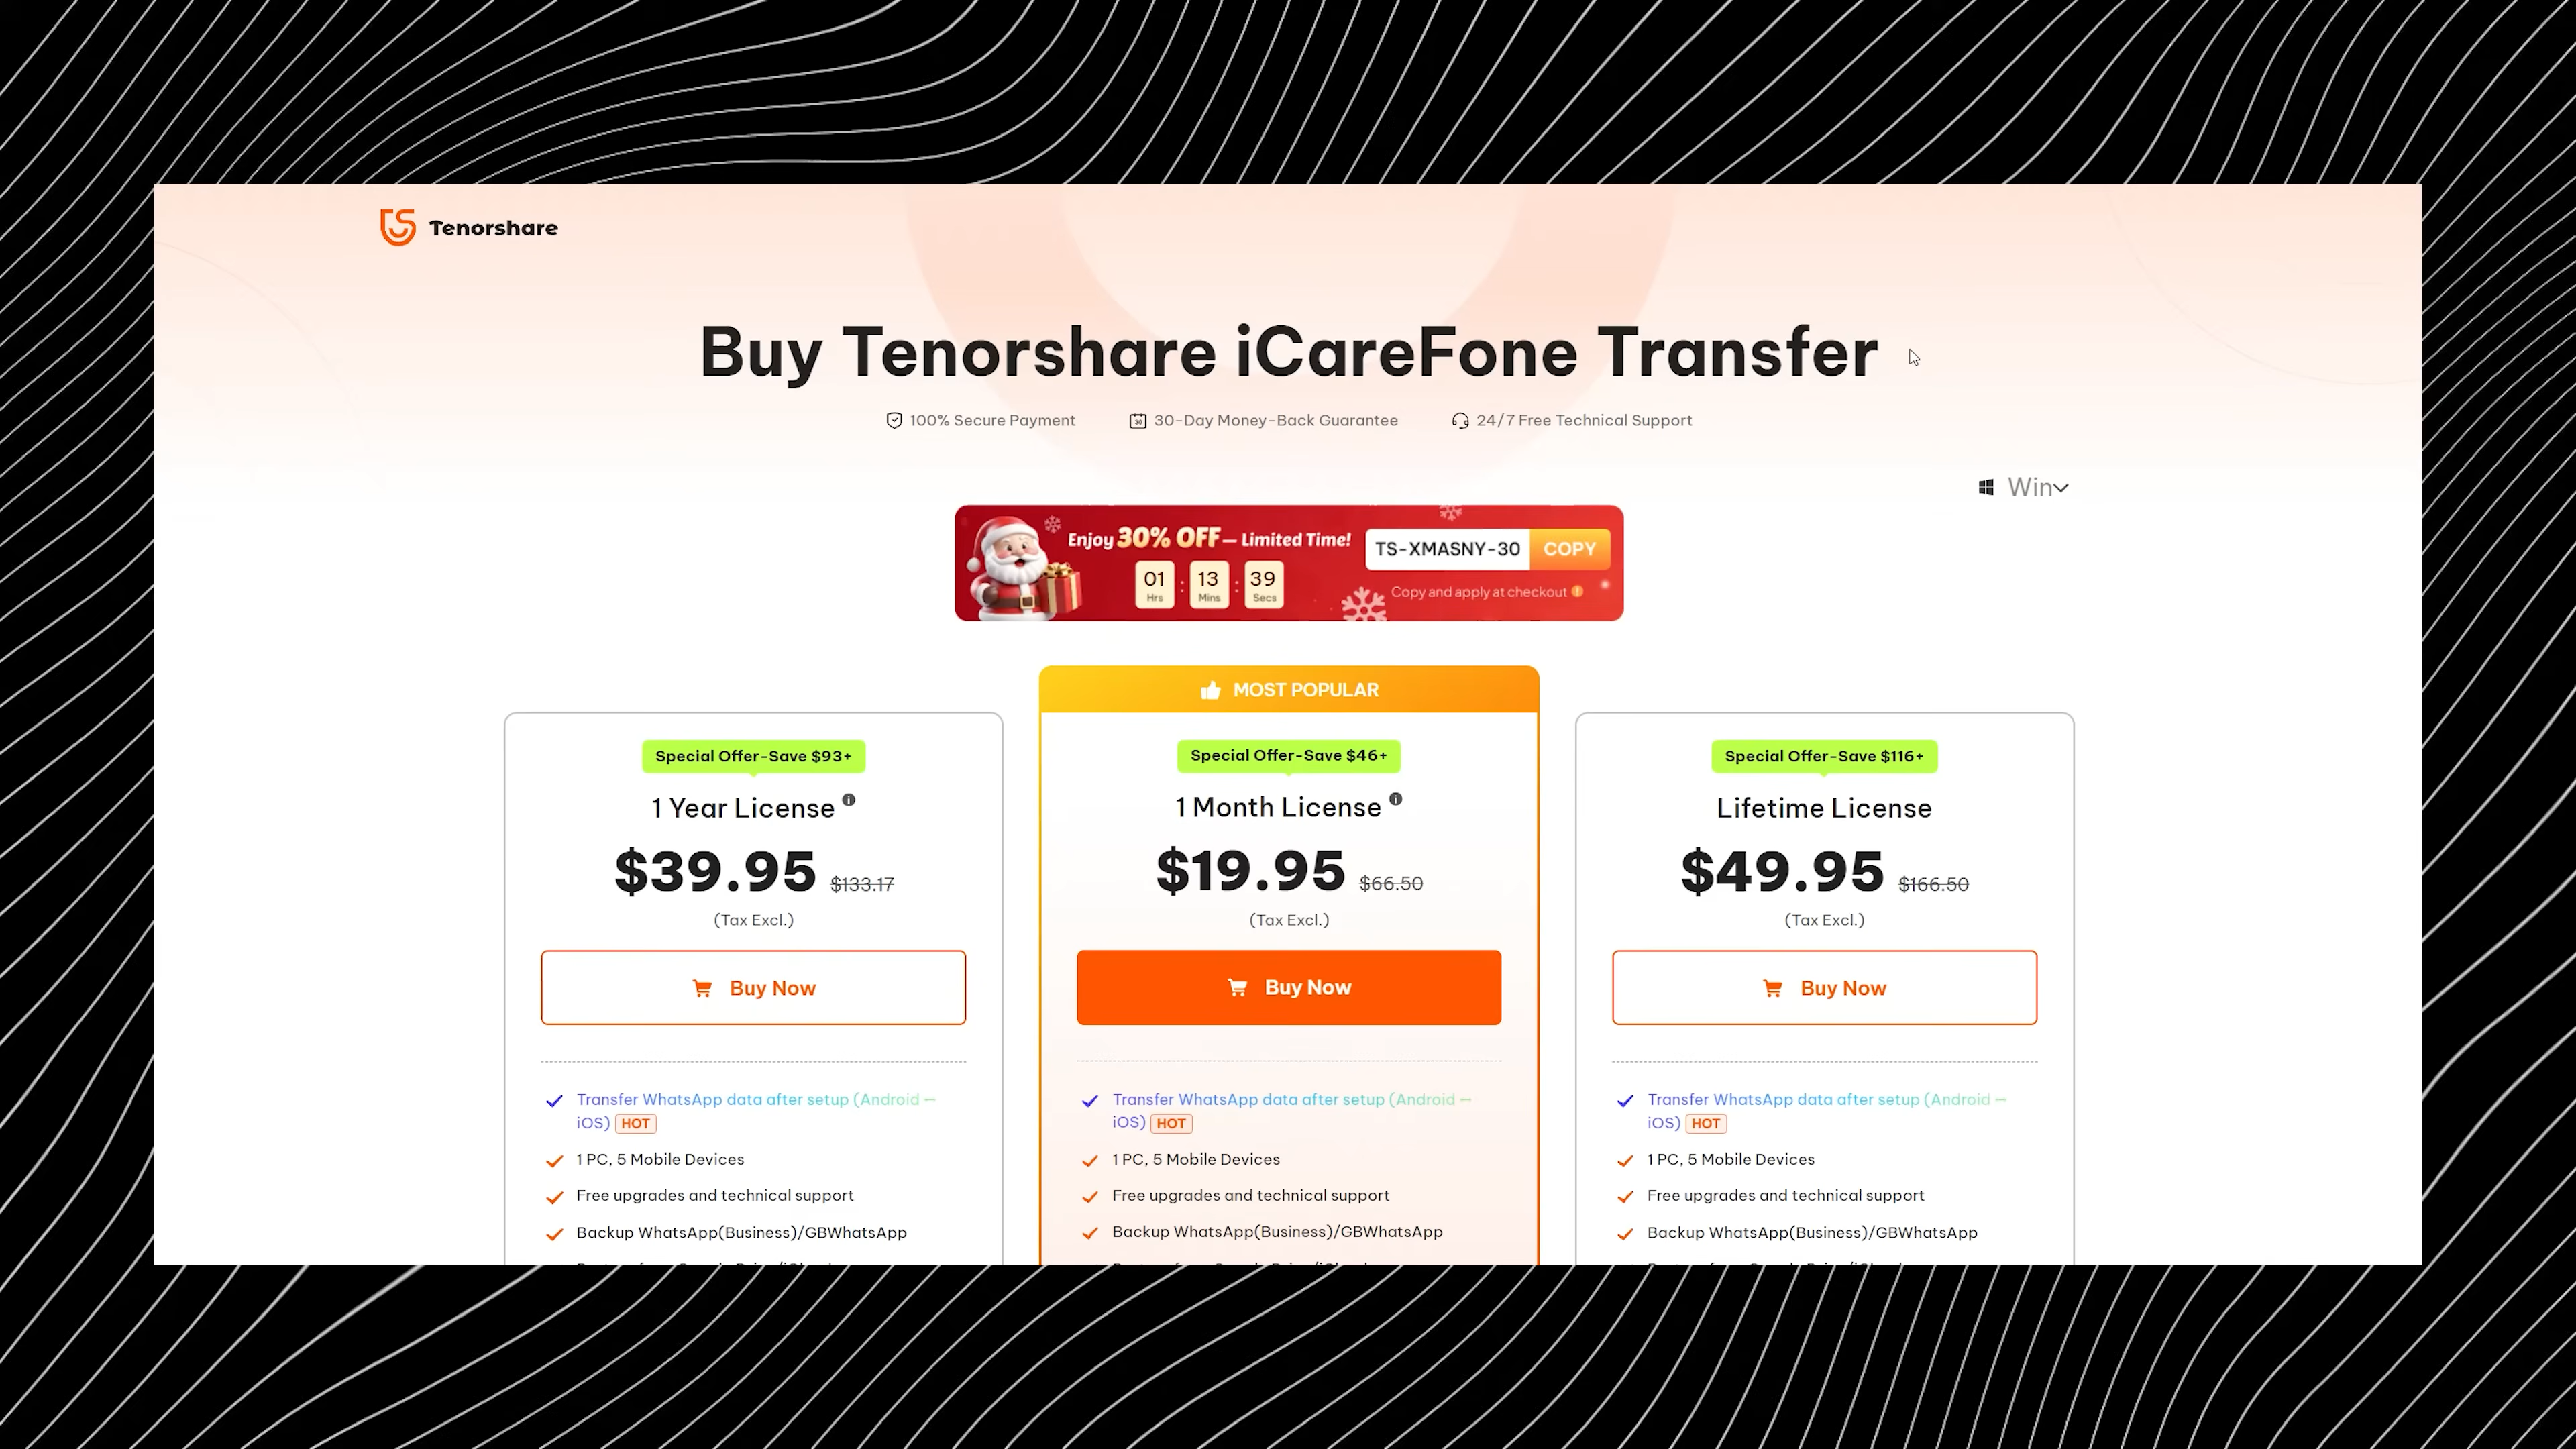 Tenorshare
Buy Tenorshare iCareFone Transfer
100% Secure Payment
30-Day Money-Back Guarantee
24/7 Free Technical Support
Win
Enjoy 30% OFF — Limited Time!
01 : 13 : 39
Hrs Mins Secs
TS-XMASNY-30 COPY
Copy and apply at checkout
Special Offer-Save $93+
1 Year License
$39.95 $133.17
(Tax Excl.)
Buy Now
Transfer WhatsApp data after setup (Android —
iOS) HOT
1 PC, 5 Mobile Devices
Free upgrades and technical support
Backup WhatsApp(Business)/GBWhatsApp
MOST POPULAR
Special Offer-Save $46+
1 Month License
$19.95 $66.50
(Tax Excl.)
Buy Now
Transfer WhatsApp data after setup (Android —
iOS) HOT
1 PC, 5 Mobile Devices
Free upgrades and technical support
Backup WhatsApp(Business)/GBWhatsApp
Special Offer-Save $116+
Lifetime License
$49.95 $166.50
(Tax Excl.)
Buy Now
Transfer WhatsApp data after setup (Android —
iOS) HOT
1 PC, 5 Mobile Devices
Free upgrades and technical support
Backup WhatsApp(Business)/GBWhatsApp